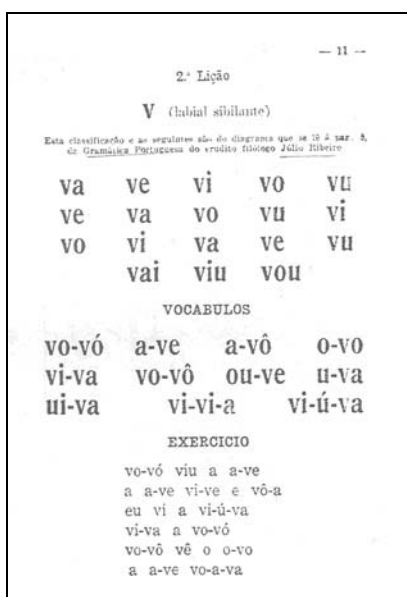 — 11 —
2.ª Lição
V (labial sibilante)
Esta classificação e as seguintes são do diagrama que se lê à par. 9,
da Gramática Portuguesa do erudito filólogo Júlio Ribeiro
va ve vi vo vu
ve va vo vu vi
vo vi va ve vu
vai viu vou
VOCABULOS
vo-vó a-ve a-vô o-vo
vi-va vo-vô ou-ve u-va
ui-va vi-vi-a vi-ú-va
EXERCICIO
vo-vó viu a a-ve
a a-ve vi-ve e vô-a
eu vi a vi-ú-va
vi-va a vo-vó
vo-vô vê o o-vo
a a-ve vo-a-va